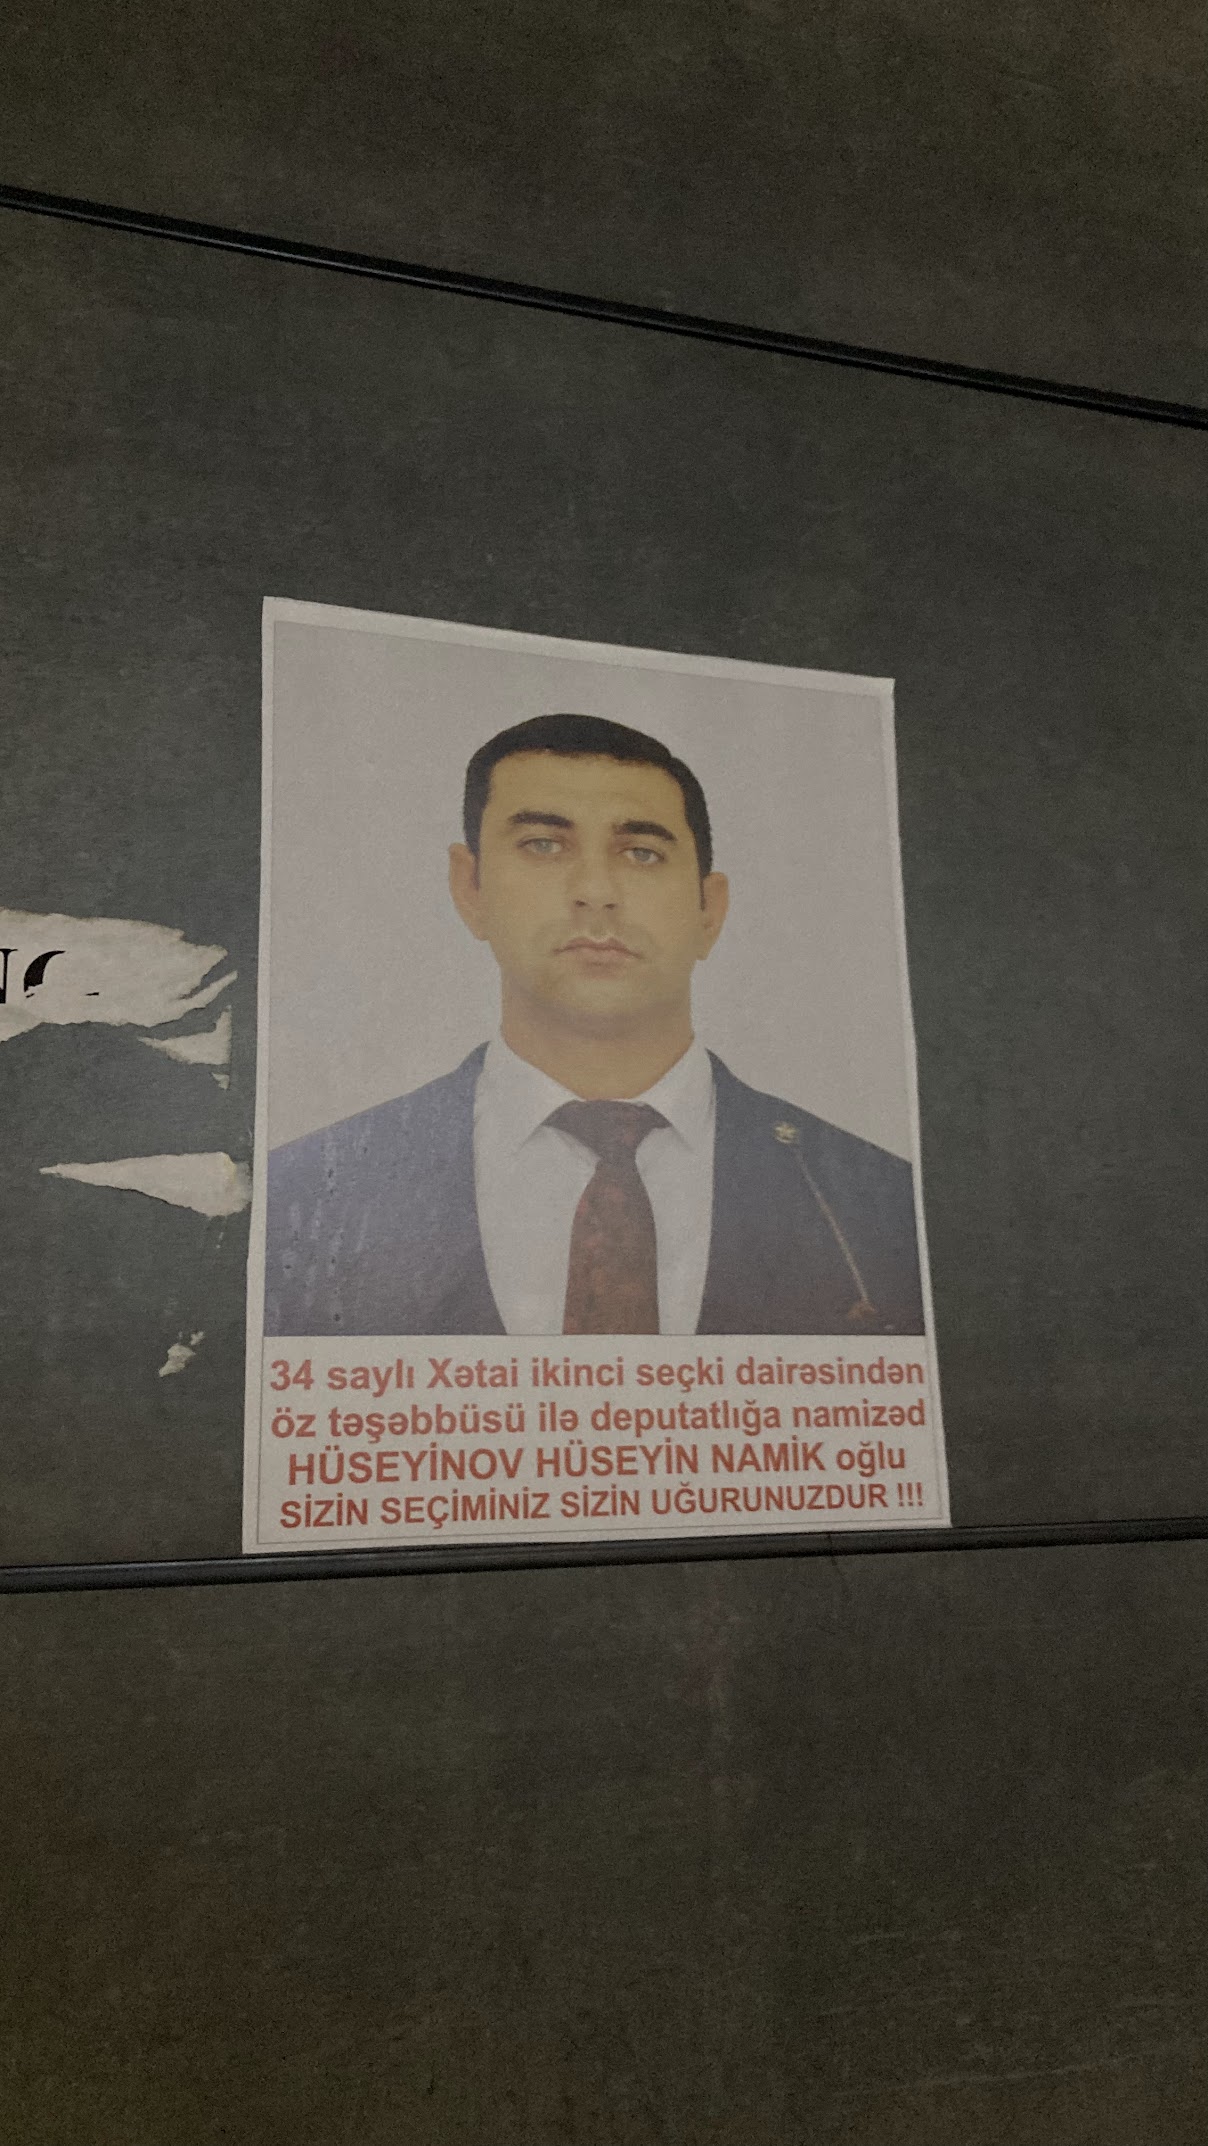 34 saylı Xətai ikinci seçki dairəsindən
öz təşəbbüsü ilə deputatlığa namizəd
HÜSEYİNOV HÜSEYİN NAMİK oğlu
SİZİN SEÇİMİNİZ SİZİN UĞURUNUZDUR !!!